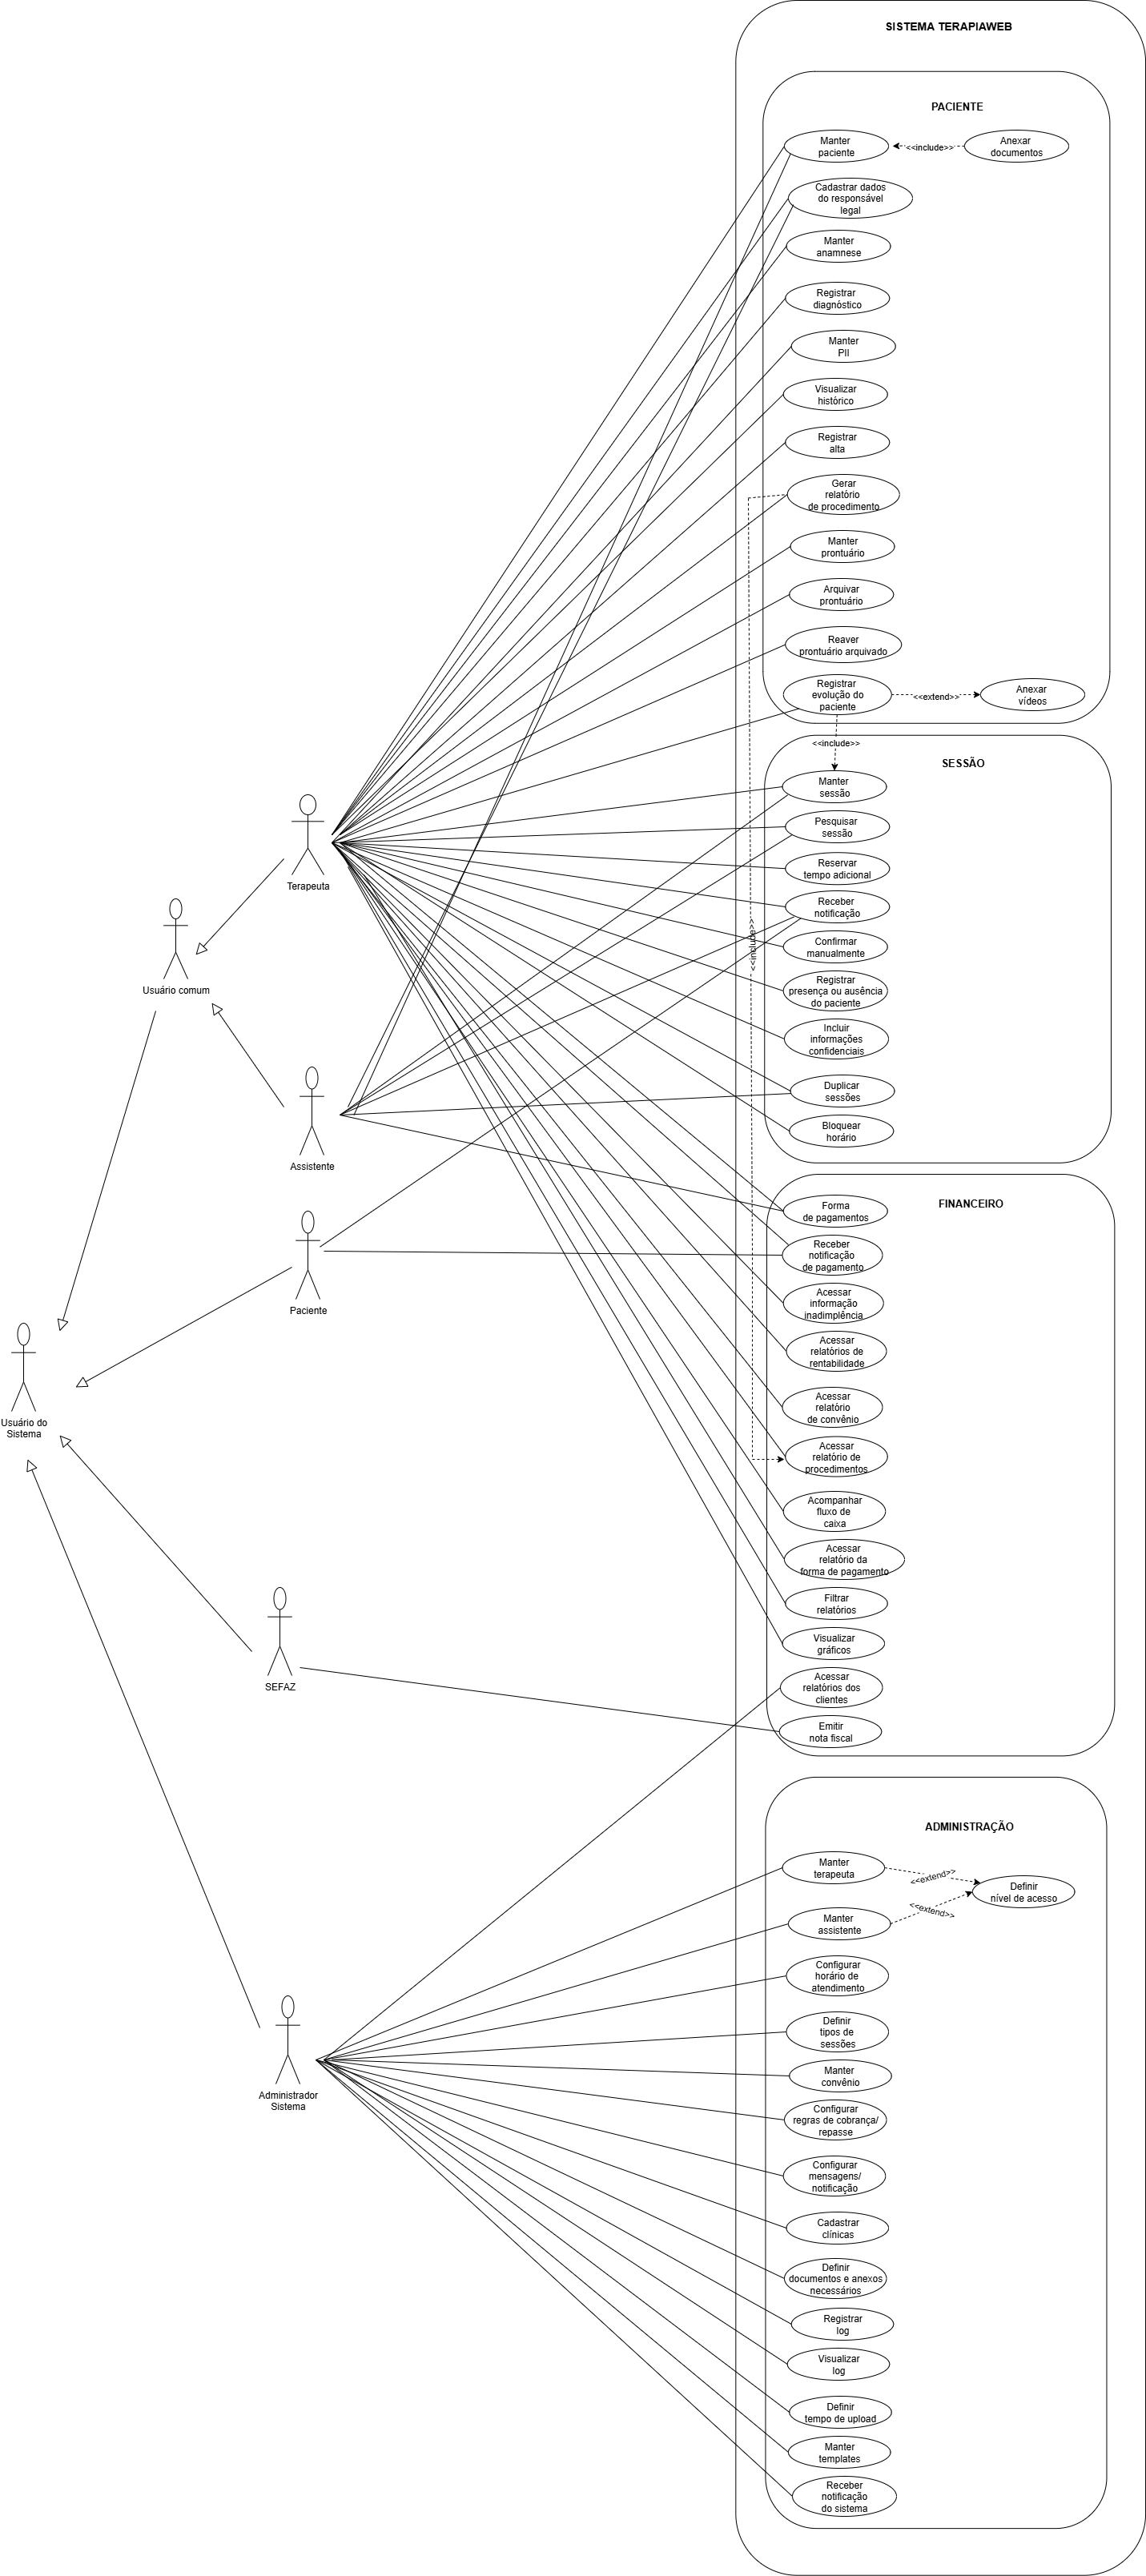 SISTEMA TERAPIAWEB
PACIENTE
Manter
paciente
<<include>>
Anexar
documentos
Cadastrar dados
do responsável
legal
Manter
anamnese
Registrar
diagnóstico
Manter
PII
Visualizar
histórico
Registrar
alta
Gerar
relatório
de procedimento
Manter
prontuário
Arquivar
prontuário
Reaver
prontuário arquivado
Registrar
evolução do
paciente
<<extend>>
Anexar
vídeos
<<include>>
SESSÃO
Manter
sessão
Pesquisar
sessão
Reservar
tempo adicional
Receber
notificação
Confirmar
manualmente
<<include>>
Registrar
presença ou ausência
do paciente
Incluir
informações
confidenciais
Duplicar
sessões
Bloquear
horário
Terapeuta
Usuário comum
Assistente
Paciente
Usuário do
Sistema
SEFAZ
Administrador
Sistema
FINANCEIRO
Forma
de pagamentos
Receber
notificação
de pagamento
Acessar
informação
inadimplência
Acessar
relatórios de
rentabilidade
Acessar
relatório
de convênio
Acessar
relatório de
procedimentos
Acompanhar
fluxo de
caixa
Acessar
relatório da
forma de pagamento
Filtrar
relatórios
Visualizar
gráficos
Acessar
relatórios dos
clientes
Emitir
nota fiscal
ADMINISTRAÇÃO
Manter
terapeuta
<<extend>>
Definir
nível de acesso
<<extend>>
Manter
assistente
Configurar
horário de
atendimento
Definir
tipos de
sessões
Manter
convênio
Configurar
regras de cobrança/
repasse
Configurar
mensagens/
notificação
Cadastrar
clínicas
Definir
documentos e anexos
necessários
Registrar
log
Visualizar
log
Definir
tempo de upload
Manter
templates
Receber
notificação
do sistema